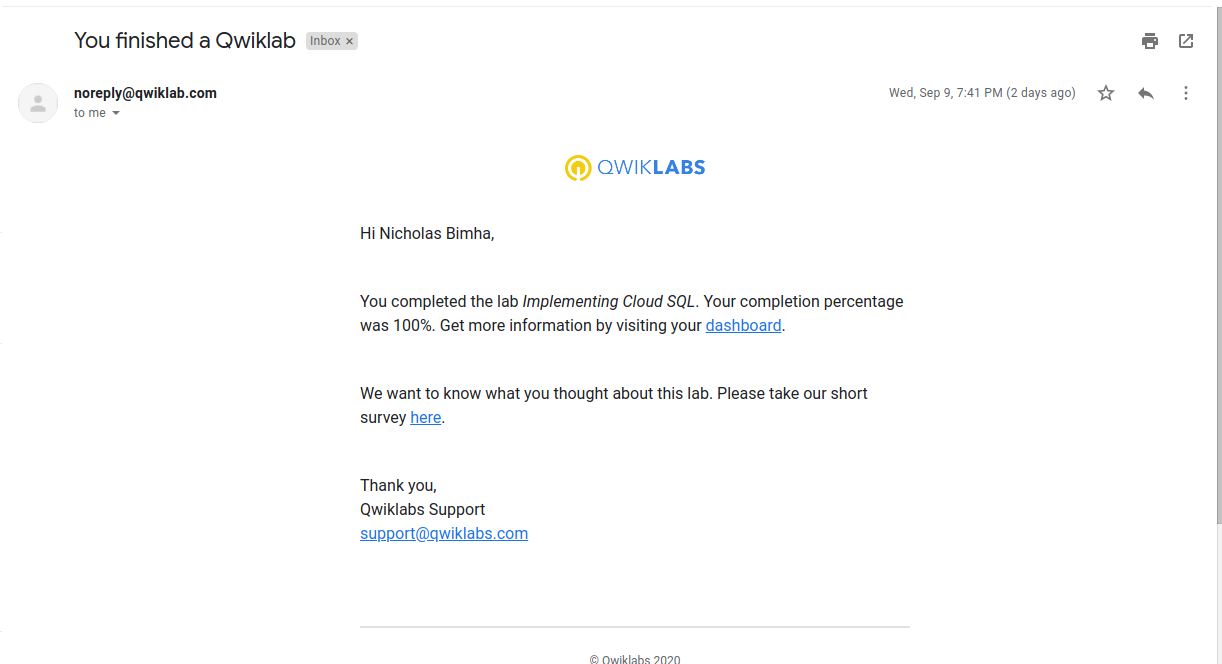 You finished a Qwiklab Inbox ×
noreply@qwiklab.com Wed, Sep 9, 7:41 PM (2 days ago)
to me
QWIKLABS
Hi Nicholas Bimha,
You completed the lab Implementing Cloud SQL. Your completion percentage
was 100%. Get more information by visiting your dashboard.
We want to know what you thought about this lab. Please take our short
survey here.
Thank you,
Qwiklabs Support
support@qwiklabs.com
© Qwiklabs 2020